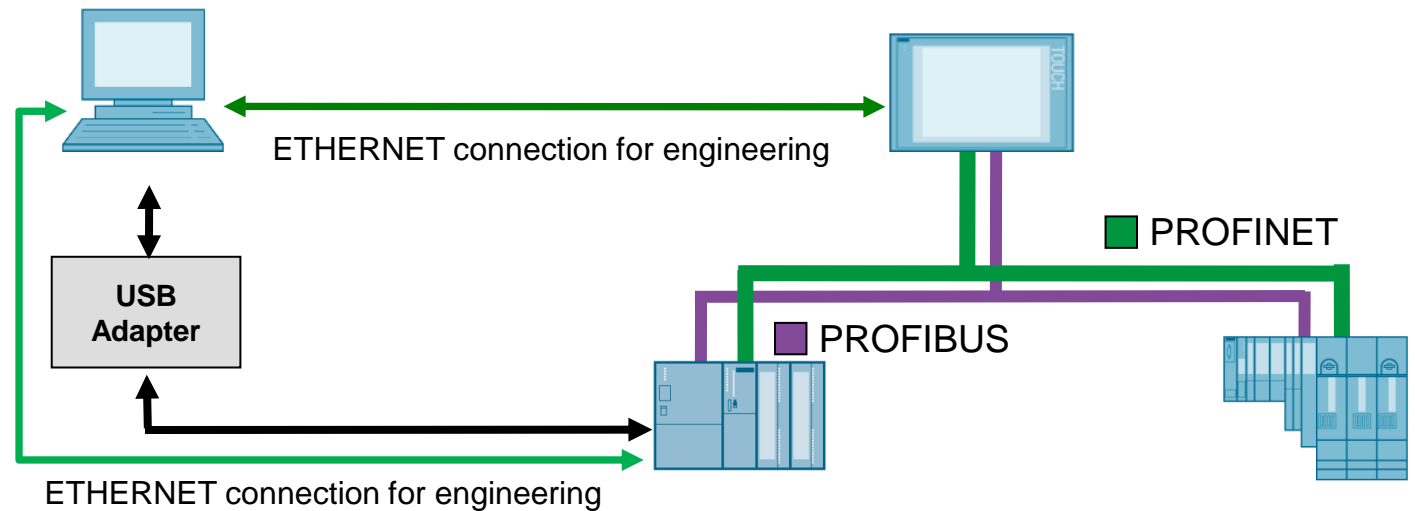 TOUCH
ETHERNET connection for engineering
PROFINET
USB
Adapter
PROFIBUS
ETHERNET connection for engineering